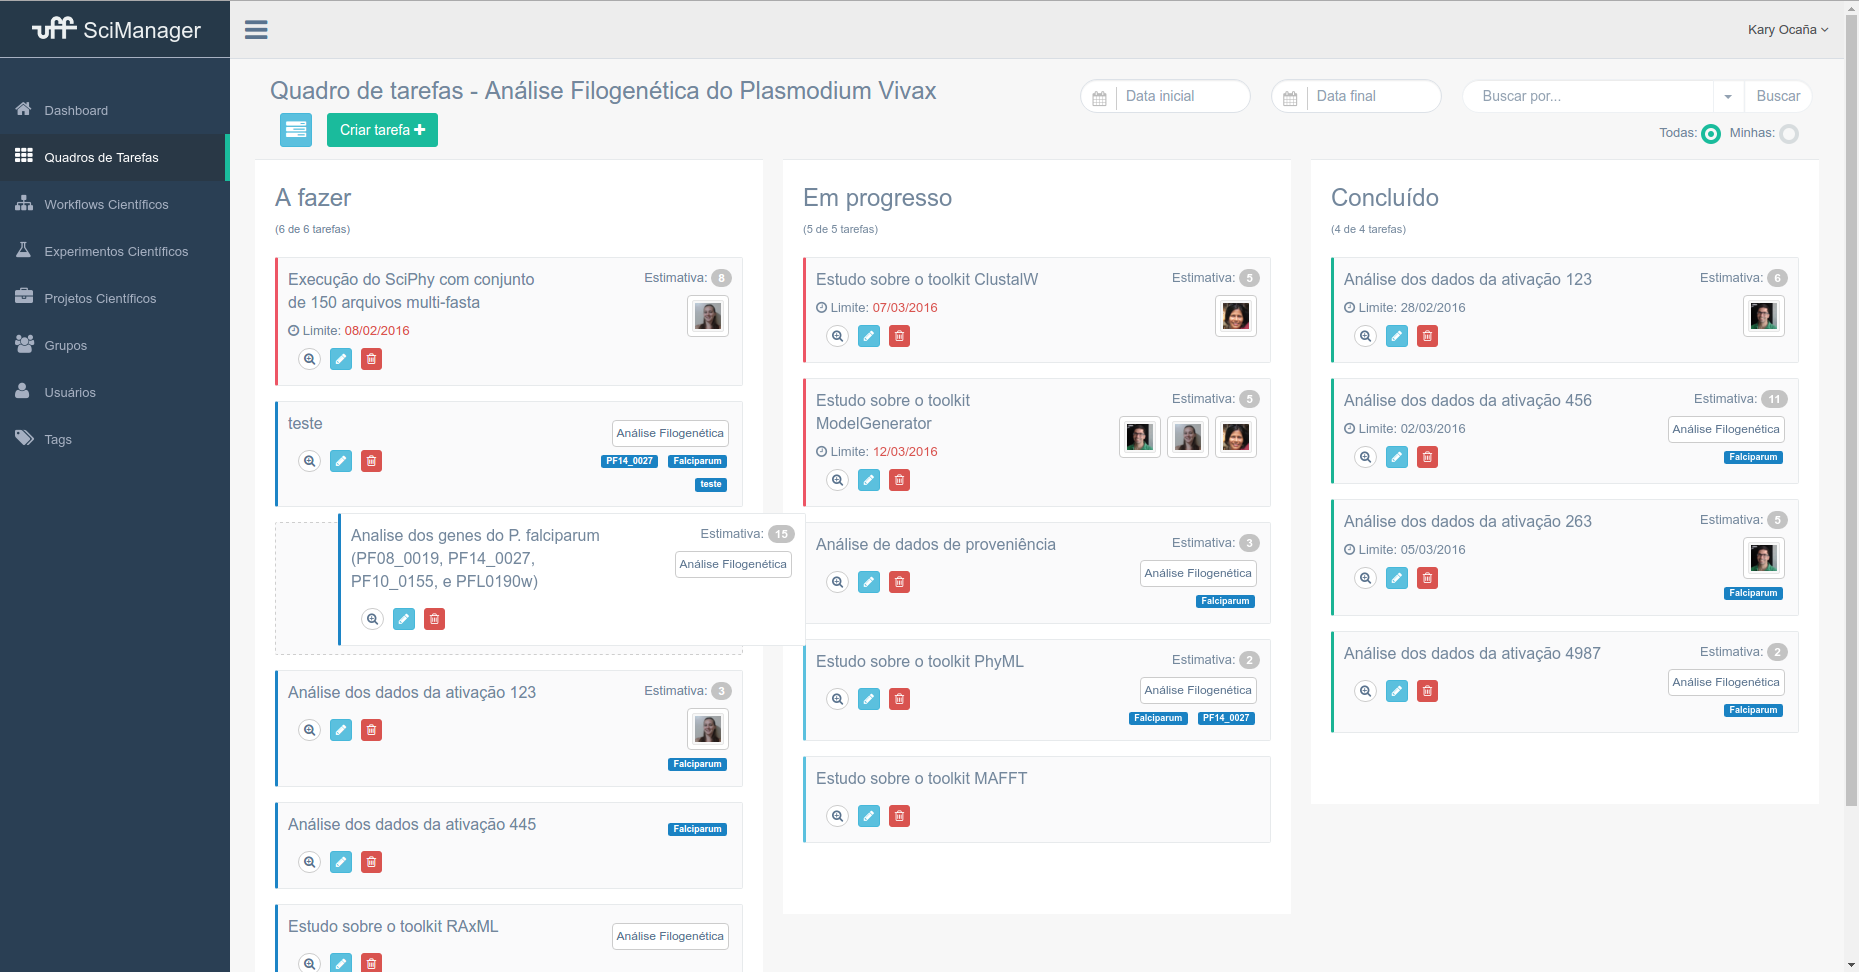 uff SciManager
Kary Ocaña
Dashboard
Quadros de Tarefas
Workflows Científicos
Experimentos Científicos
Projetos Científicos
Grupos
Usuários
Tags
Quadro de tarefas - Análise Filogenética do Plasmodium Vivax
Data inicial
Data final
Buscar por...
Buscar
Criar tarefa
Todas:
Minhas:
A fazer
(6 de 6 tarefas)
Execução do SciPhy com conjunto
de 150 arquivos multi-fasta
Estimativa: 8
Limite: 08/02/2016
teste
Análise Filogenética
PF14_0027 Falciparum
teste
Analise dos genes do P. falciparum
(PF08_0019, PF14_0027,
PF10_0155, e PFL0190w)
Estimativa: 15
Análise Filogenética
Análise dos dados da ativação 123
Estimativa: 3
Falciparum
Análise dos dados da ativação 445
Falciparum
Estudo sobre o toolkit RAxML
Análise Filogenética
Em progresso
(5 de 5 tarefas)
Estudo sobre o toolkit ClustalW
Estimativa: 5
Limite: 07/03/2016
Estudo sobre o toolkit
ModelGenerator
Estimativa: 5
Limite: 12/03/2016
Análise de dados de proveniência
Estimativa: 3
Análise Filogenética
Falciparum
Estudo sobre o toolkit PhyML
Estimativa: 2
Análise Filogenética
Falciparum PF14_0027
Estudo sobre o toolkit MAFFT
Concluído
(4 de 4 tarefas)
Análise dos dados da ativação 123
Estimativa: 6
Limite: 28/02/2016
Análise dos dados da ativação 456
Estimativa: 11
Limite: 02/03/2016
Análise Filogenética
Falciparum
Análise dos dados da ativação 263
Estimativa: 5
Limite: 05/03/2016
Falciparum
Análise dos dados da ativação 4987
Estimativa: 2
Análise Filogenética
Falciparum